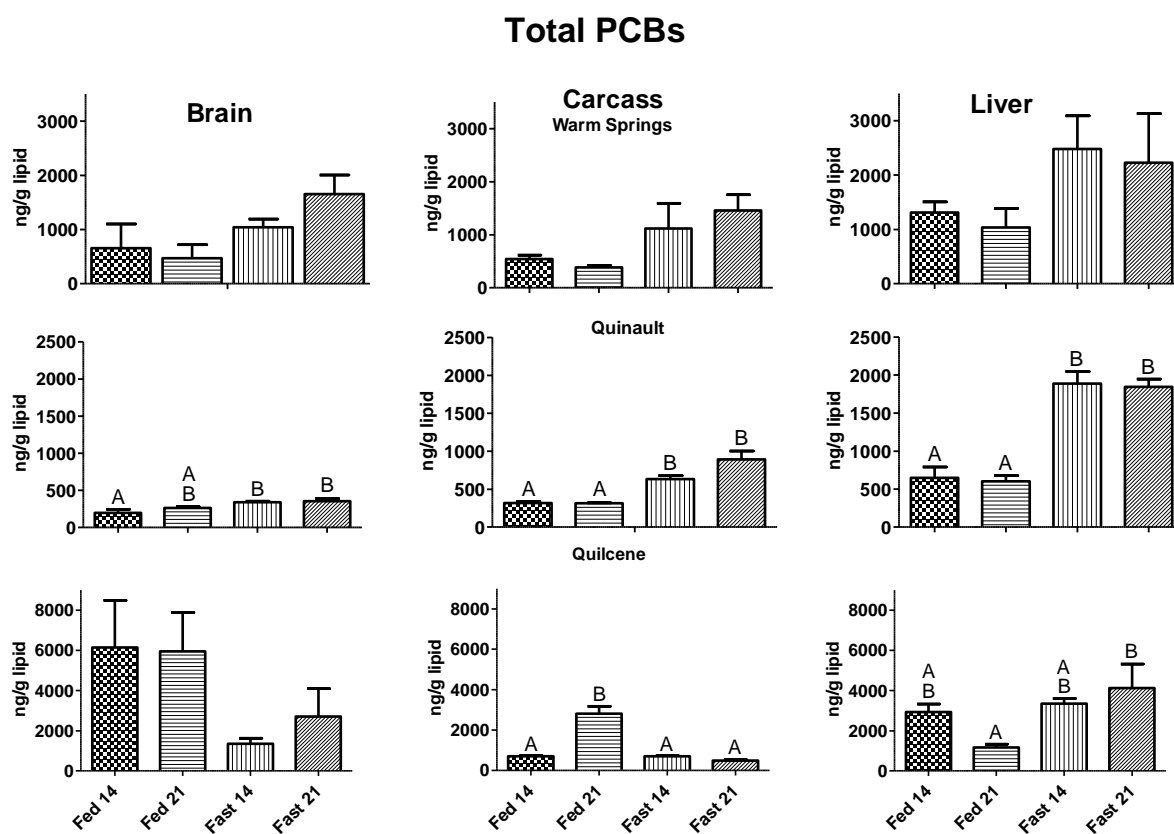 Total PCBs
Brain
Carcass
Warm Springs
Liver
ng/g lipid
3000
2000
1000
0
ng/g lipid
3000
2000
1000
0
ng/g lipid
3000
2000
1000
0
Quinault
ng/g lipid
2500
2000
1500
1000
500
0
A
A
B
B
B
ng/g lipid
2500
2000
1500
1000
500
0
A
A
B
B
ng/g lipid
2500
2000
1500
1000
500
0
A
A
B
B
Quilcene
ng/g lipid
8000
6000
4000
2000
0
Fed 14
Fed 21
Fast 14
Fast 21
ng/g lipid
8000
6000
4000
2000
0
A
B
A
A
Fed 14
Fed 21
Fast 14
Fast 21
ng/g lipid
8000
6000
4000
2000
0
A
B
A
A
B
B
Fed 14
Fed 21
Fast 14
Fast 21